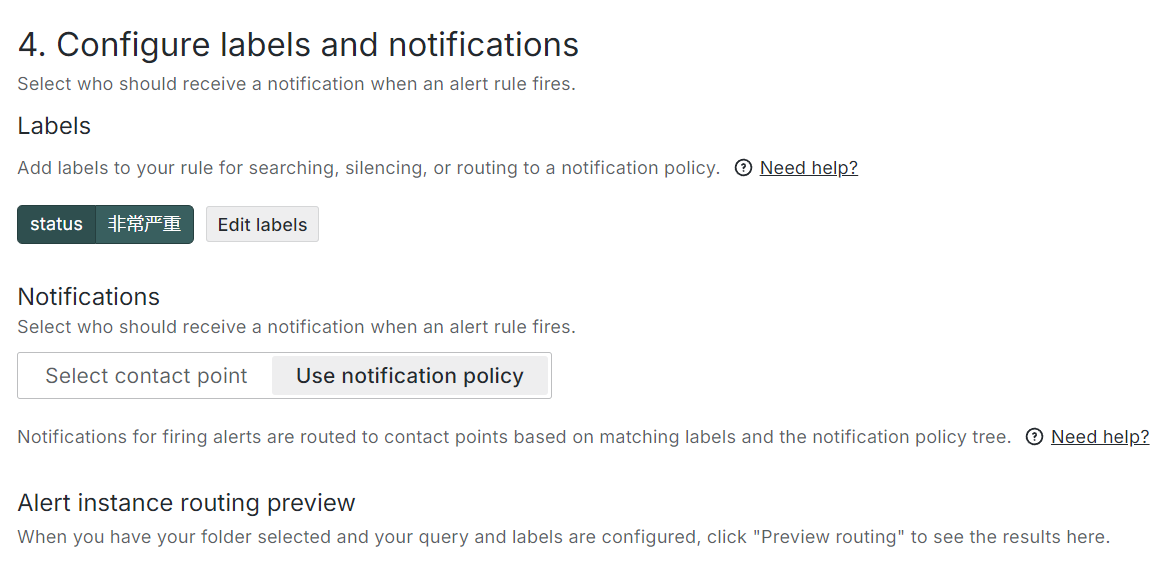 4. Configure labels and notifications
Select who should receive a notification when an alert rule fires.
Labels
Add labels to your rule for searching, silencing, or routing to a notification policy. Need help?
status 非常严重 Edit labels
Notifications
Select who should receive a notification when an alert rule fires.
Select contact point Use notification policy
Notifications for firing alerts are routed to contact points based on matching labels and the notification policy tree. Need help?
Alert instance routing preview
When you have your folder selected and your query and labels are configured, click "Preview routing" to see the results here.